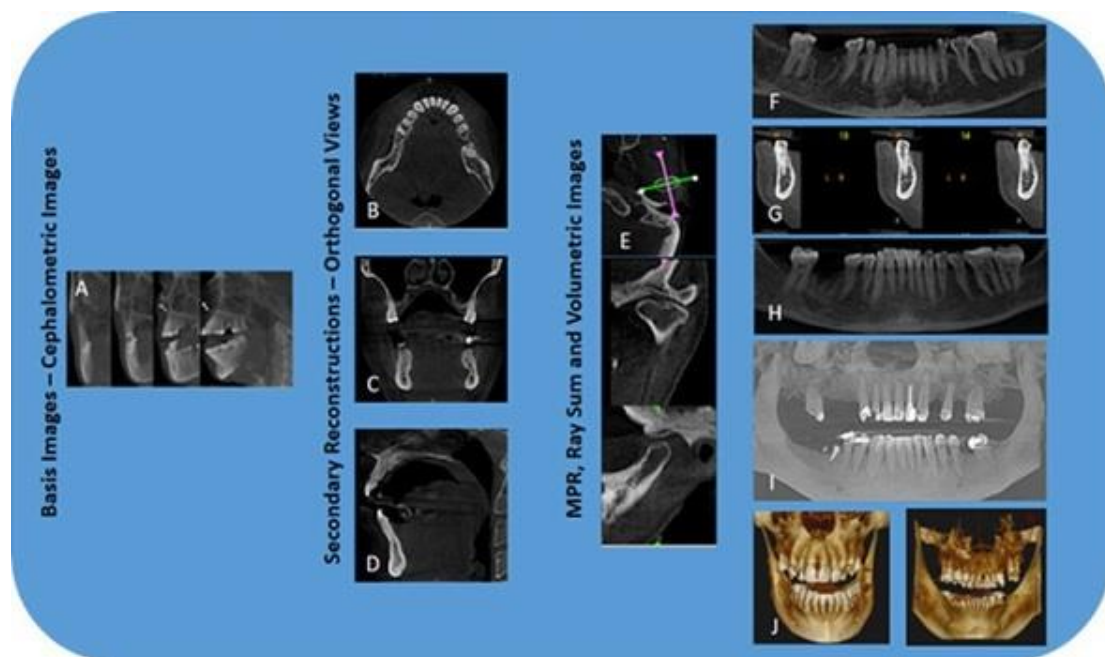 Basis Images – Cephalometric Images
A
Secondary Reconstructions – Orthogonal Views
B
C
D
MPR, Ray Sum and Volumetric Images
E
F
G
H
I
J